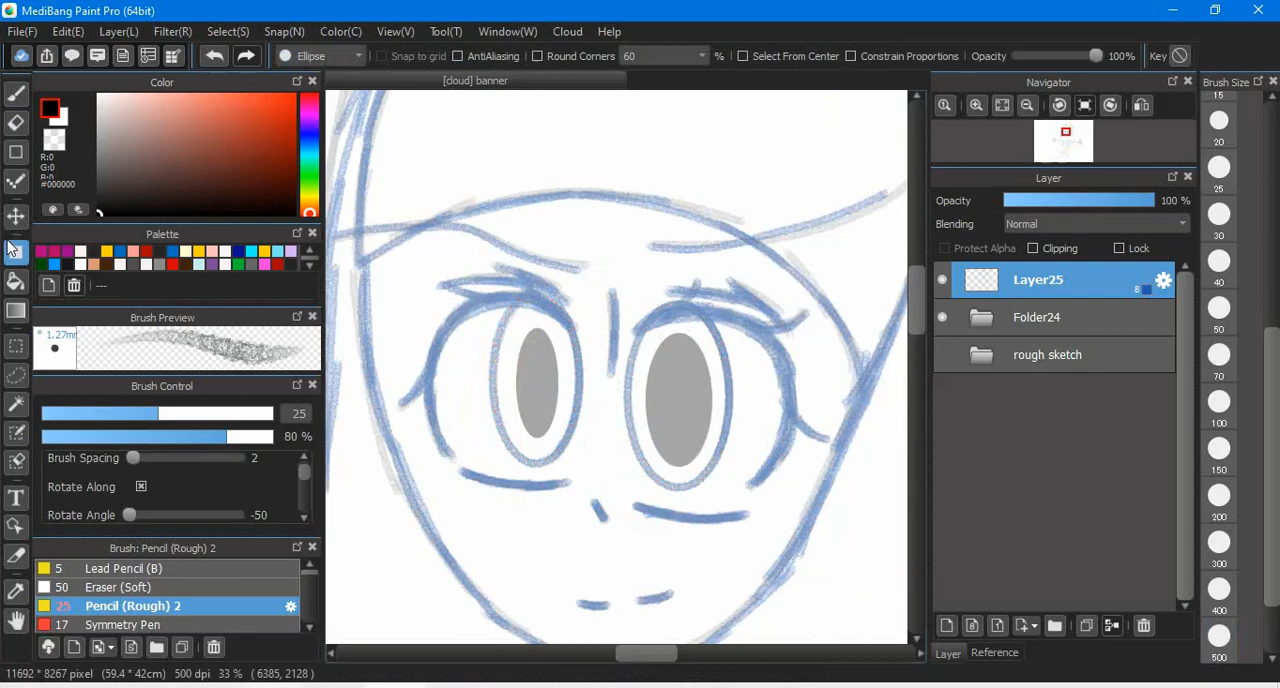 MediBang Paint Pro (64bit)
File(F) Edit(E) Layer(L) Filter(R) Select(S) Snap(N) Color(C) View(V) Tool(T) Window(W) Cloud Help
Ellipse Snap to grid AntiAliasing Round Corners 60 % Select From Center Constrain Proportions Opacity 100% Key
Color
[cloud] banner
Navigator
Brush Size
R:0
G:0
B:0
#000000
Palette
---
Brush Preview
* 1.27mm
Brush Control
25
80 %
Brush Spacing 2
Rotate Along
Rotate Angle -50
Brush: Pencil (Rough) 2
5 Lead Pencil (B)
50 Eraser (Soft)
25 Pencil (Rough) 2
17 Symmetry Pen
Layer
Opacity 100 %
Blending Normal
Protect Alpha Clipping Lock
Layer25
8
Folder24
rough sketch
Layer Reference
15
20
25
30
40
50
70
100
150
200
300
400
500
11692 * 8267 pixel (59.4 * 42cm) 500 dpi 33 % ( 6385, 2128 )